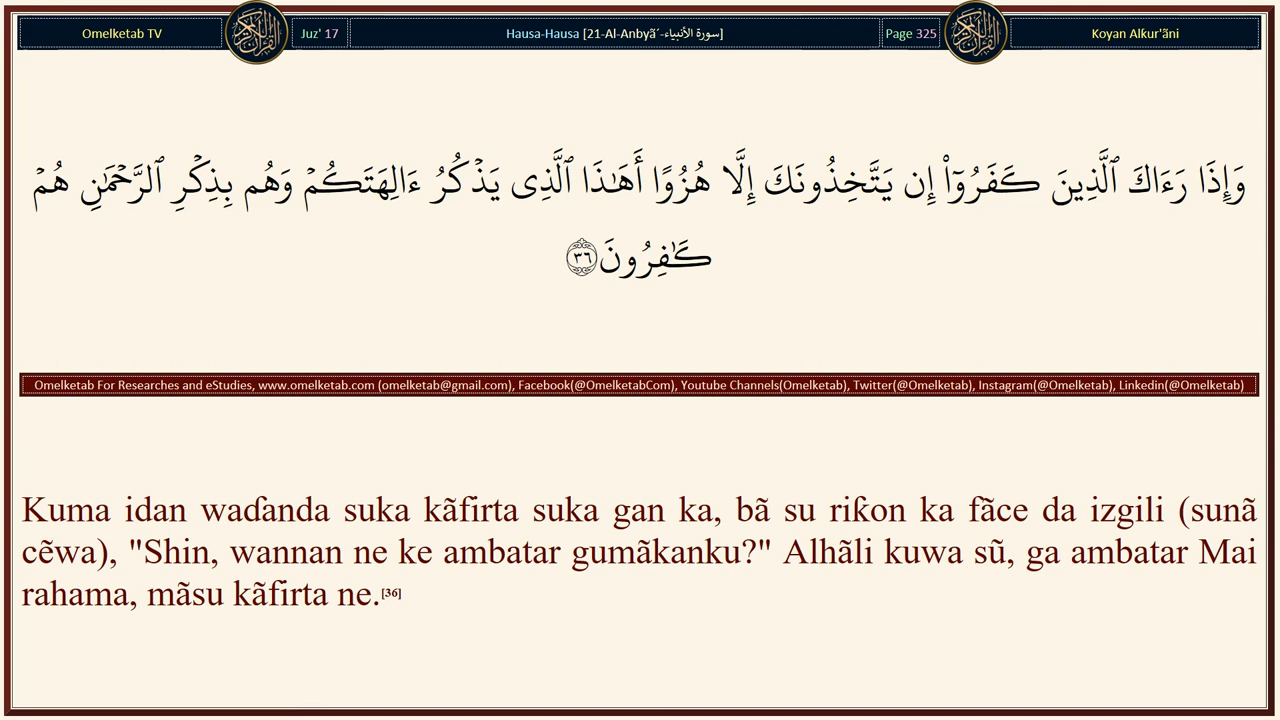 Omelketab TV
Juz' 17
Hausa-Hausa [21-Al-Anbyã´-سورة الأنبياء]
Page 325
Koyan Alƙur'ãni
وَإِذَا رَءَاكَ ٱلَّذِينَ كَفَرُوٓا۟ إِن يَتَّخِذُونَكَ إِلَّا هُزُوًا أَهَـٰذَا ٱلَّذِى يَذْكُرُ ءَالِهَتَكُمْ وَهُم بِذِكْرِ ٱلرَّحْمَـٰنِ هُمْ
كَـٰفِرُونَ ٣٦
Omelketab For Researches and eStudies, www.omelketab.com (omelketab@gmail.com), Facebook(@OmelketabCom), Youtube Channels(Omelketab), Twitter(@Omelketab), Instagram(@Omelketab), Linkedin(@Omelketab)
Kuma idan waɗanda suka kãfirta suka gan ka, bã su riƙon ka fãce da izgili (sunã
cẽwa), "Shin, wannan ne ke ambatar gumãkanku?" Alhãli kuwa sũ, ga ambatar Mai
rahama, mãsu kãfirta ne.[36]